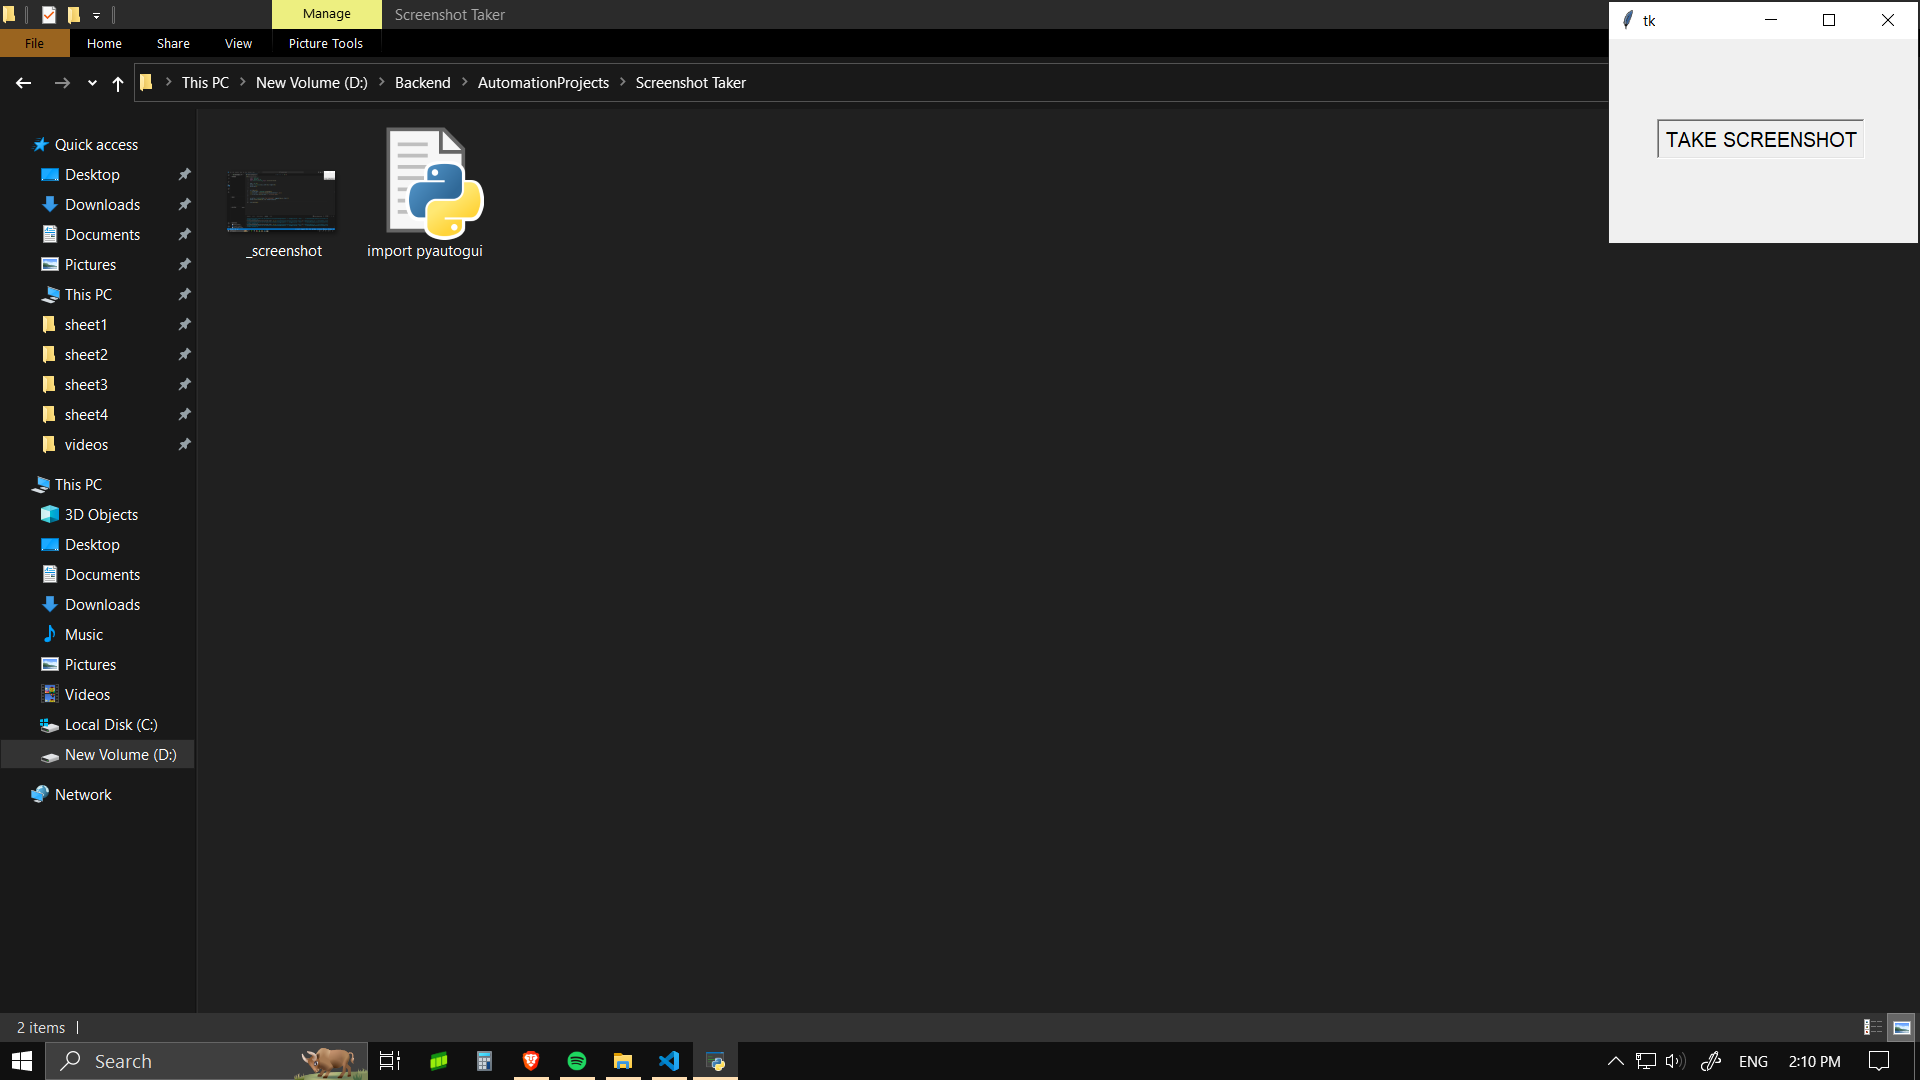 Manage
Screenshot Taker
tk
File
Home
Share
View
Picture Tools
This PC
New Volume (D:)
Backend
AutomationProjects
Screenshot Taker
TAKE SCREENSHOT
_screenshot
import pyautogui
Quick access
Desktop
Downloads
Documents
Pictures
This PC
sheet1
sheet2
sheet3
sheet4
videos
This PC
3D Objects
Desktop
Documents
Downloads
Music
Pictures
Videos
Local Disk (C:)
New Volume (D:)
Network
2 items
Search
ENG
2:10 PM